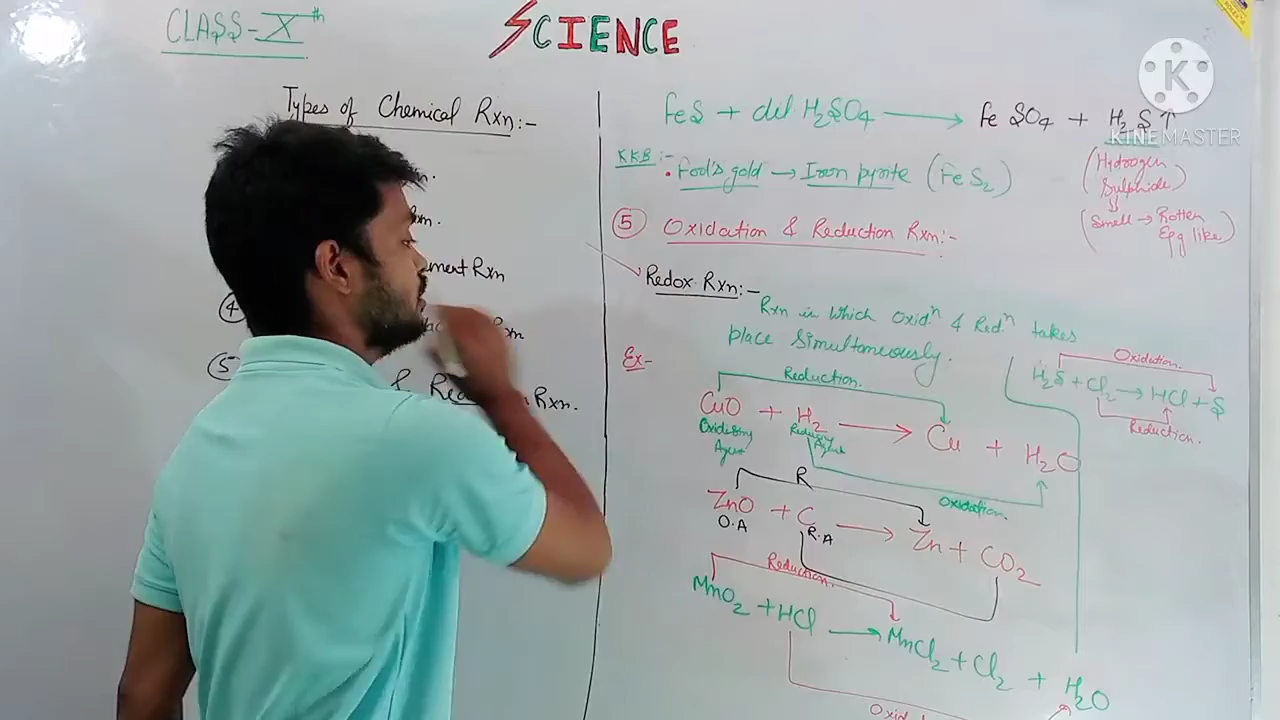 CLASS - Xth
SCIENCE
Types of Chemical Rxn:-
Rxn.
ment Rxn
④
Rxn
⑤ & Rxn.
FeS + dil H₂SO₄ → FeSO₄ + H₂S↑
(Hydrogen
Sulphide)
(Smell → Rotten
Egg like)
K.K.B:- • Fool's gold → Iron pyrite (FeS₂)
⑤ Oxidation & Reduction Rxn:-
Redox Rxn:-
Rxn in which Oxidⁿ & Redⁿ takes
place Simultaneously.
Ex-
Reduction.
CuO + H₂ → Cu + H₂O
Oxidising
Agent
Reducing
Agent
Oxidation.
R
ZnO + C → Zn + CO₂
O.A
R.A
Reduction.
MnO₂ + HCl → MnCl₂ + Cl₂ + H₂O
Oxidation.
H₂S + Cl₂ → HCl + S
Reduction.
K
KINEMASTER